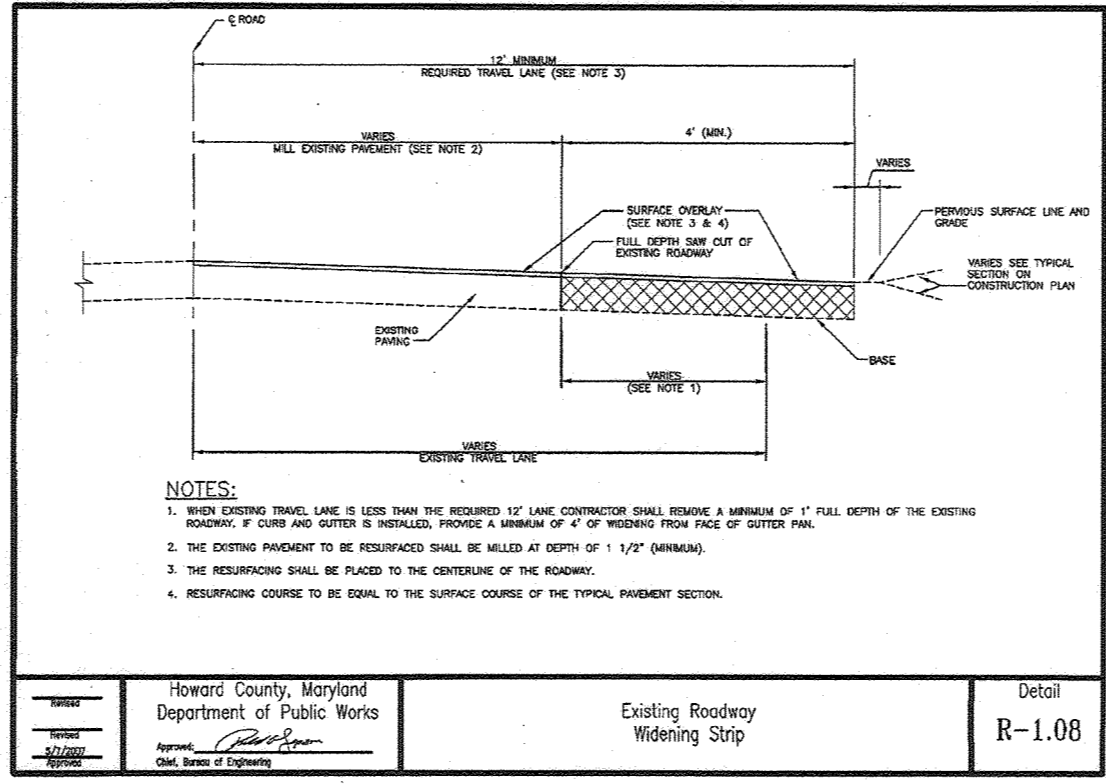 ℄ ROAD
12' MINIMUM
REQUIRED TRAVEL LANE (SEE NOTE 3)
VARIES
MILL EXISTING PAVEMENT (SEE NOTE 2)
4' (MIN.)
VARIES
SURFACE OVERLAY
(SEE NOTE 3 & 4)
FULL DEPTH SAW CUT OF
EXISTING ROADWAY
PERVIOUS SURFACE LINE AND
GRADE
VARIES SEE TYPICAL
SECTION ON
CONSTRUCTION PLAN
EXISTING
PAVING
BASE
VARIES
(SEE NOTE 1)
VARIES
EXISTING TRAVEL LANE
NOTES:
1. WHEN EXISTING TRAVEL LANE IS LESS THAN THE REQUIRED 12' LANE CONTRACTOR SHALL REMOVE A MINIMUM OF 1' FULL DEPTH OF THE EXISTING
ROADWAY. IF CURB AND GUTTER IS INSTALLED, PROVIDE A MINIMUM OF 4' OF WIDENING FROM FACE OF GUTTER PAN.
2. THE EXISTING PAVEMENT TO BE RESURFACED SHALL BE MILLED AT DEPTH OF 1 1/2" (MINIMUM).
3. THE RESURFACING SHALL BE PLACED TO THE CENTERLINE OF THE ROADWAY.
4. RESURFACING COURSE TO BE EQUAL TO THE SURFACE COURSE OF THE TYPICAL PAVEMENT SECTION.
Revised
Revised
5/7/2007
Approved
Howard County, Maryland
Department of Public Works
Approved:
Chief, Bureau of Engineering
Existing Roadway
Widening Strip
Detail
R-1.08